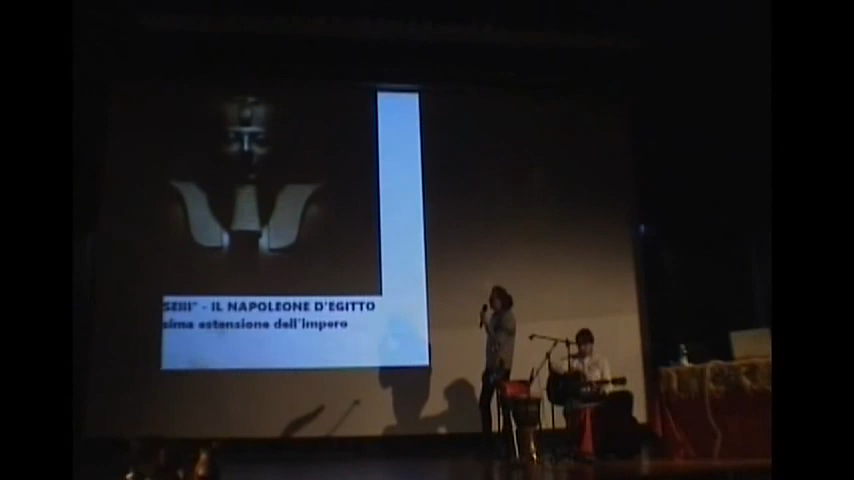 SEIII" - IL NAPOLEONE D'EGITTO
sima estensione dell'impero